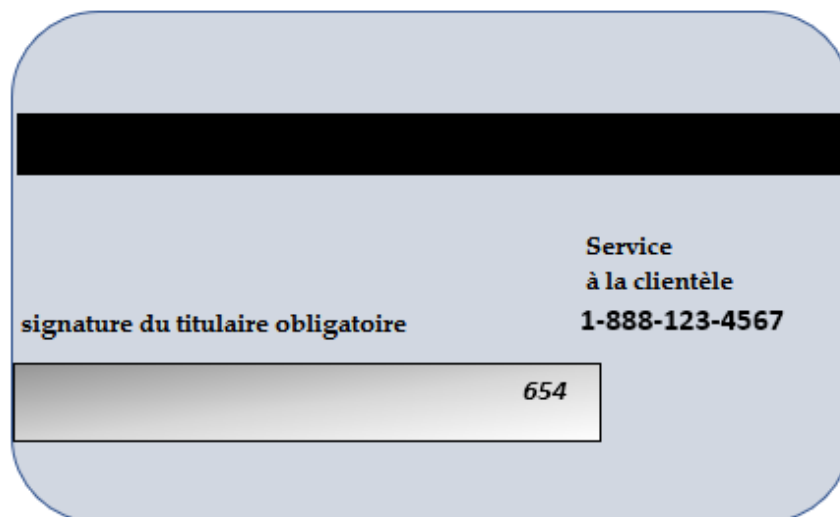 Service
à la clientèle
signature du titulaire obligatoire
1-888-123-4567
654